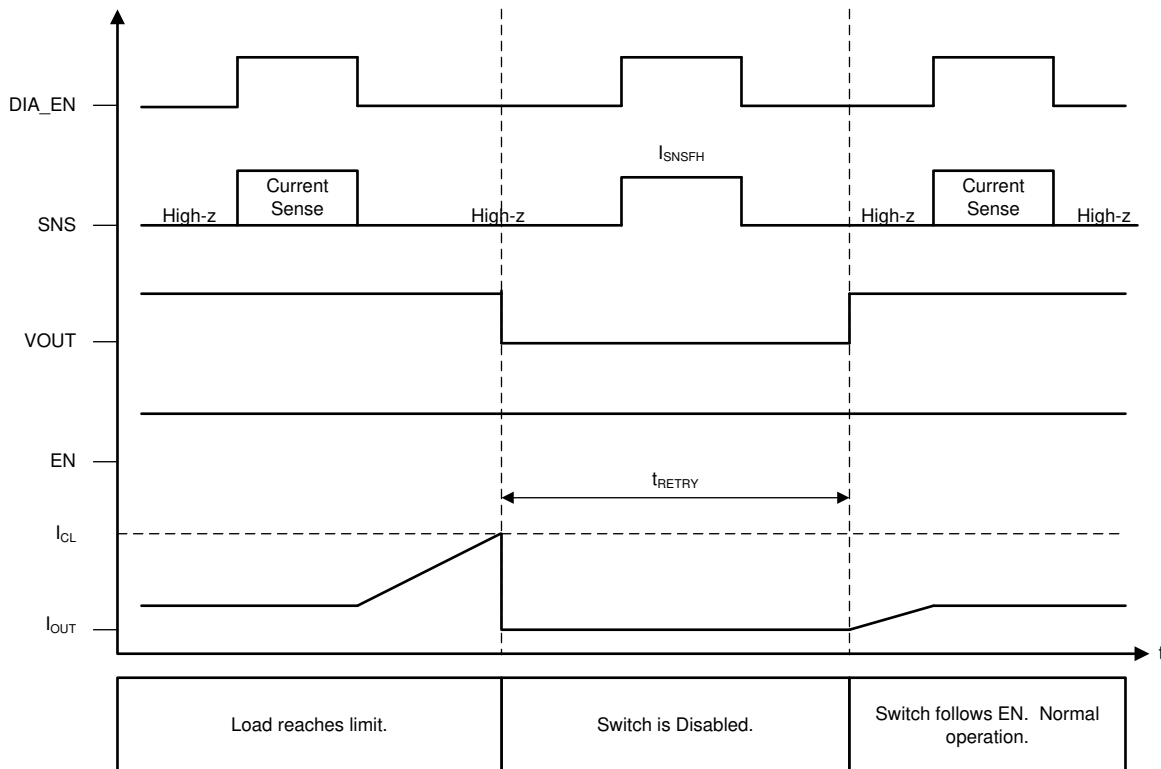 DIA_EN
I_SNSFH
Current
Sense
High-z
High-z
High-z
Current
Sense
High-z
SNS
VOUT
EN
t_RETRY
I_CL
I_OUT
t
Load reaches limit.
Switch is Disabled.
Switch follows EN. Normal
operation.